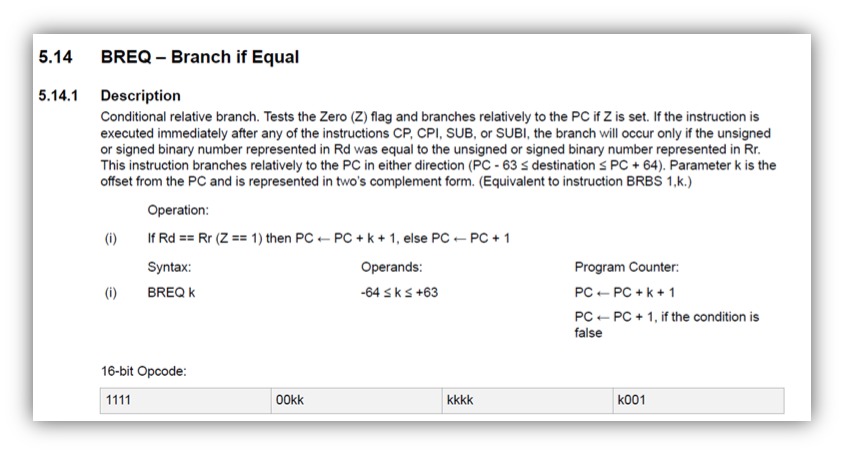 5.14 BREQ – Branch if Equal
5.14.1 Description
Conditional relative branch. Tests the Zero (Z) flag and branches relatively to the PC if Z is set. If the instruction is
executed immediately after any of the instructions CP, CPI, SUB, or SUBI, the branch will occur only if the unsigned
or signed binary number represented in Rd was equal to the unsigned or signed binary number represented in Rr.
This instruction branches relatively to the PC in either direction (PC - 63 ≤ destination ≤ PC + 64). Parameter k is the
offset from the PC and is represented in two's complement form. (Equivalent to instruction BRBS 1,k.)
Operation:
(i) If Rd == Rr (Z == 1) then PC ← PC + k + 1, else PC ← PC + 1
Syntax: Operands: Program Counter:
(i) BREQ k -64 ≤ k ≤ +63 PC ← PC + k + 1
PC ← PC + 1, if the condition is
false
16-bit Opcode:
1111 00kk kkkk k001